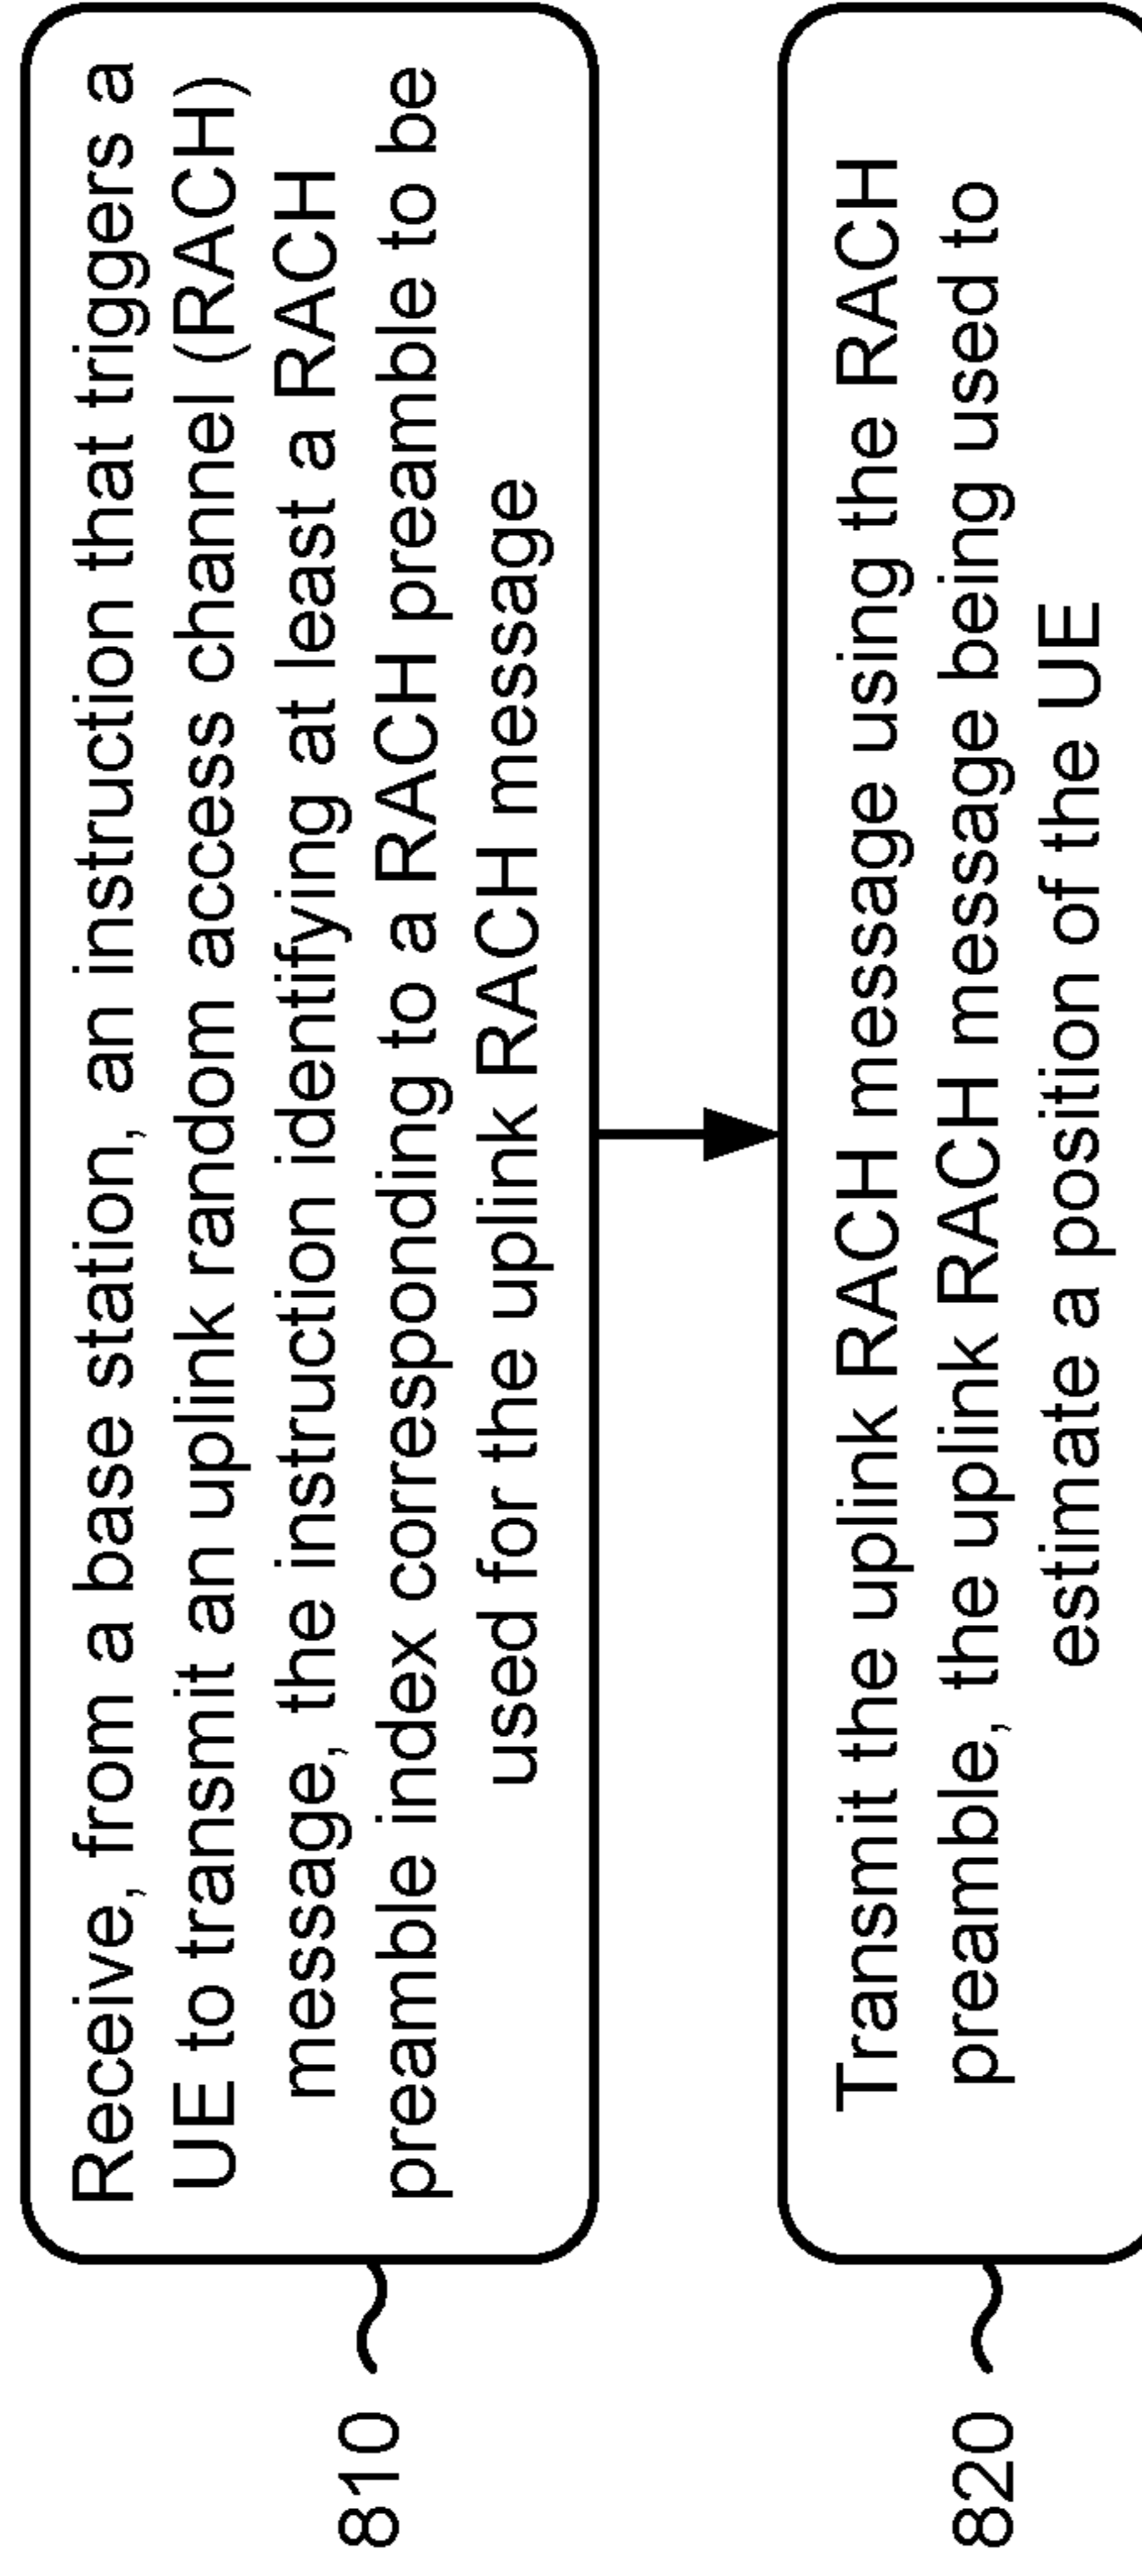 810
Receive, from a base station, an instruction that triggers a
UE to transmit an uplink random access channel (RACH)
message, the instruction identifying at least a RACH
preamble index corresponding to a RACH preamble to be
used for the uplink RACH message
820
Transmit the uplink RACH message using the RACH
preamble, the uplink RACH message being used to
estimate a position of the UE